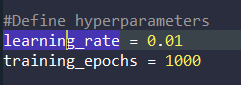 #Define hyperparameters
learning_rate = 0.01
training_epochs = 1000